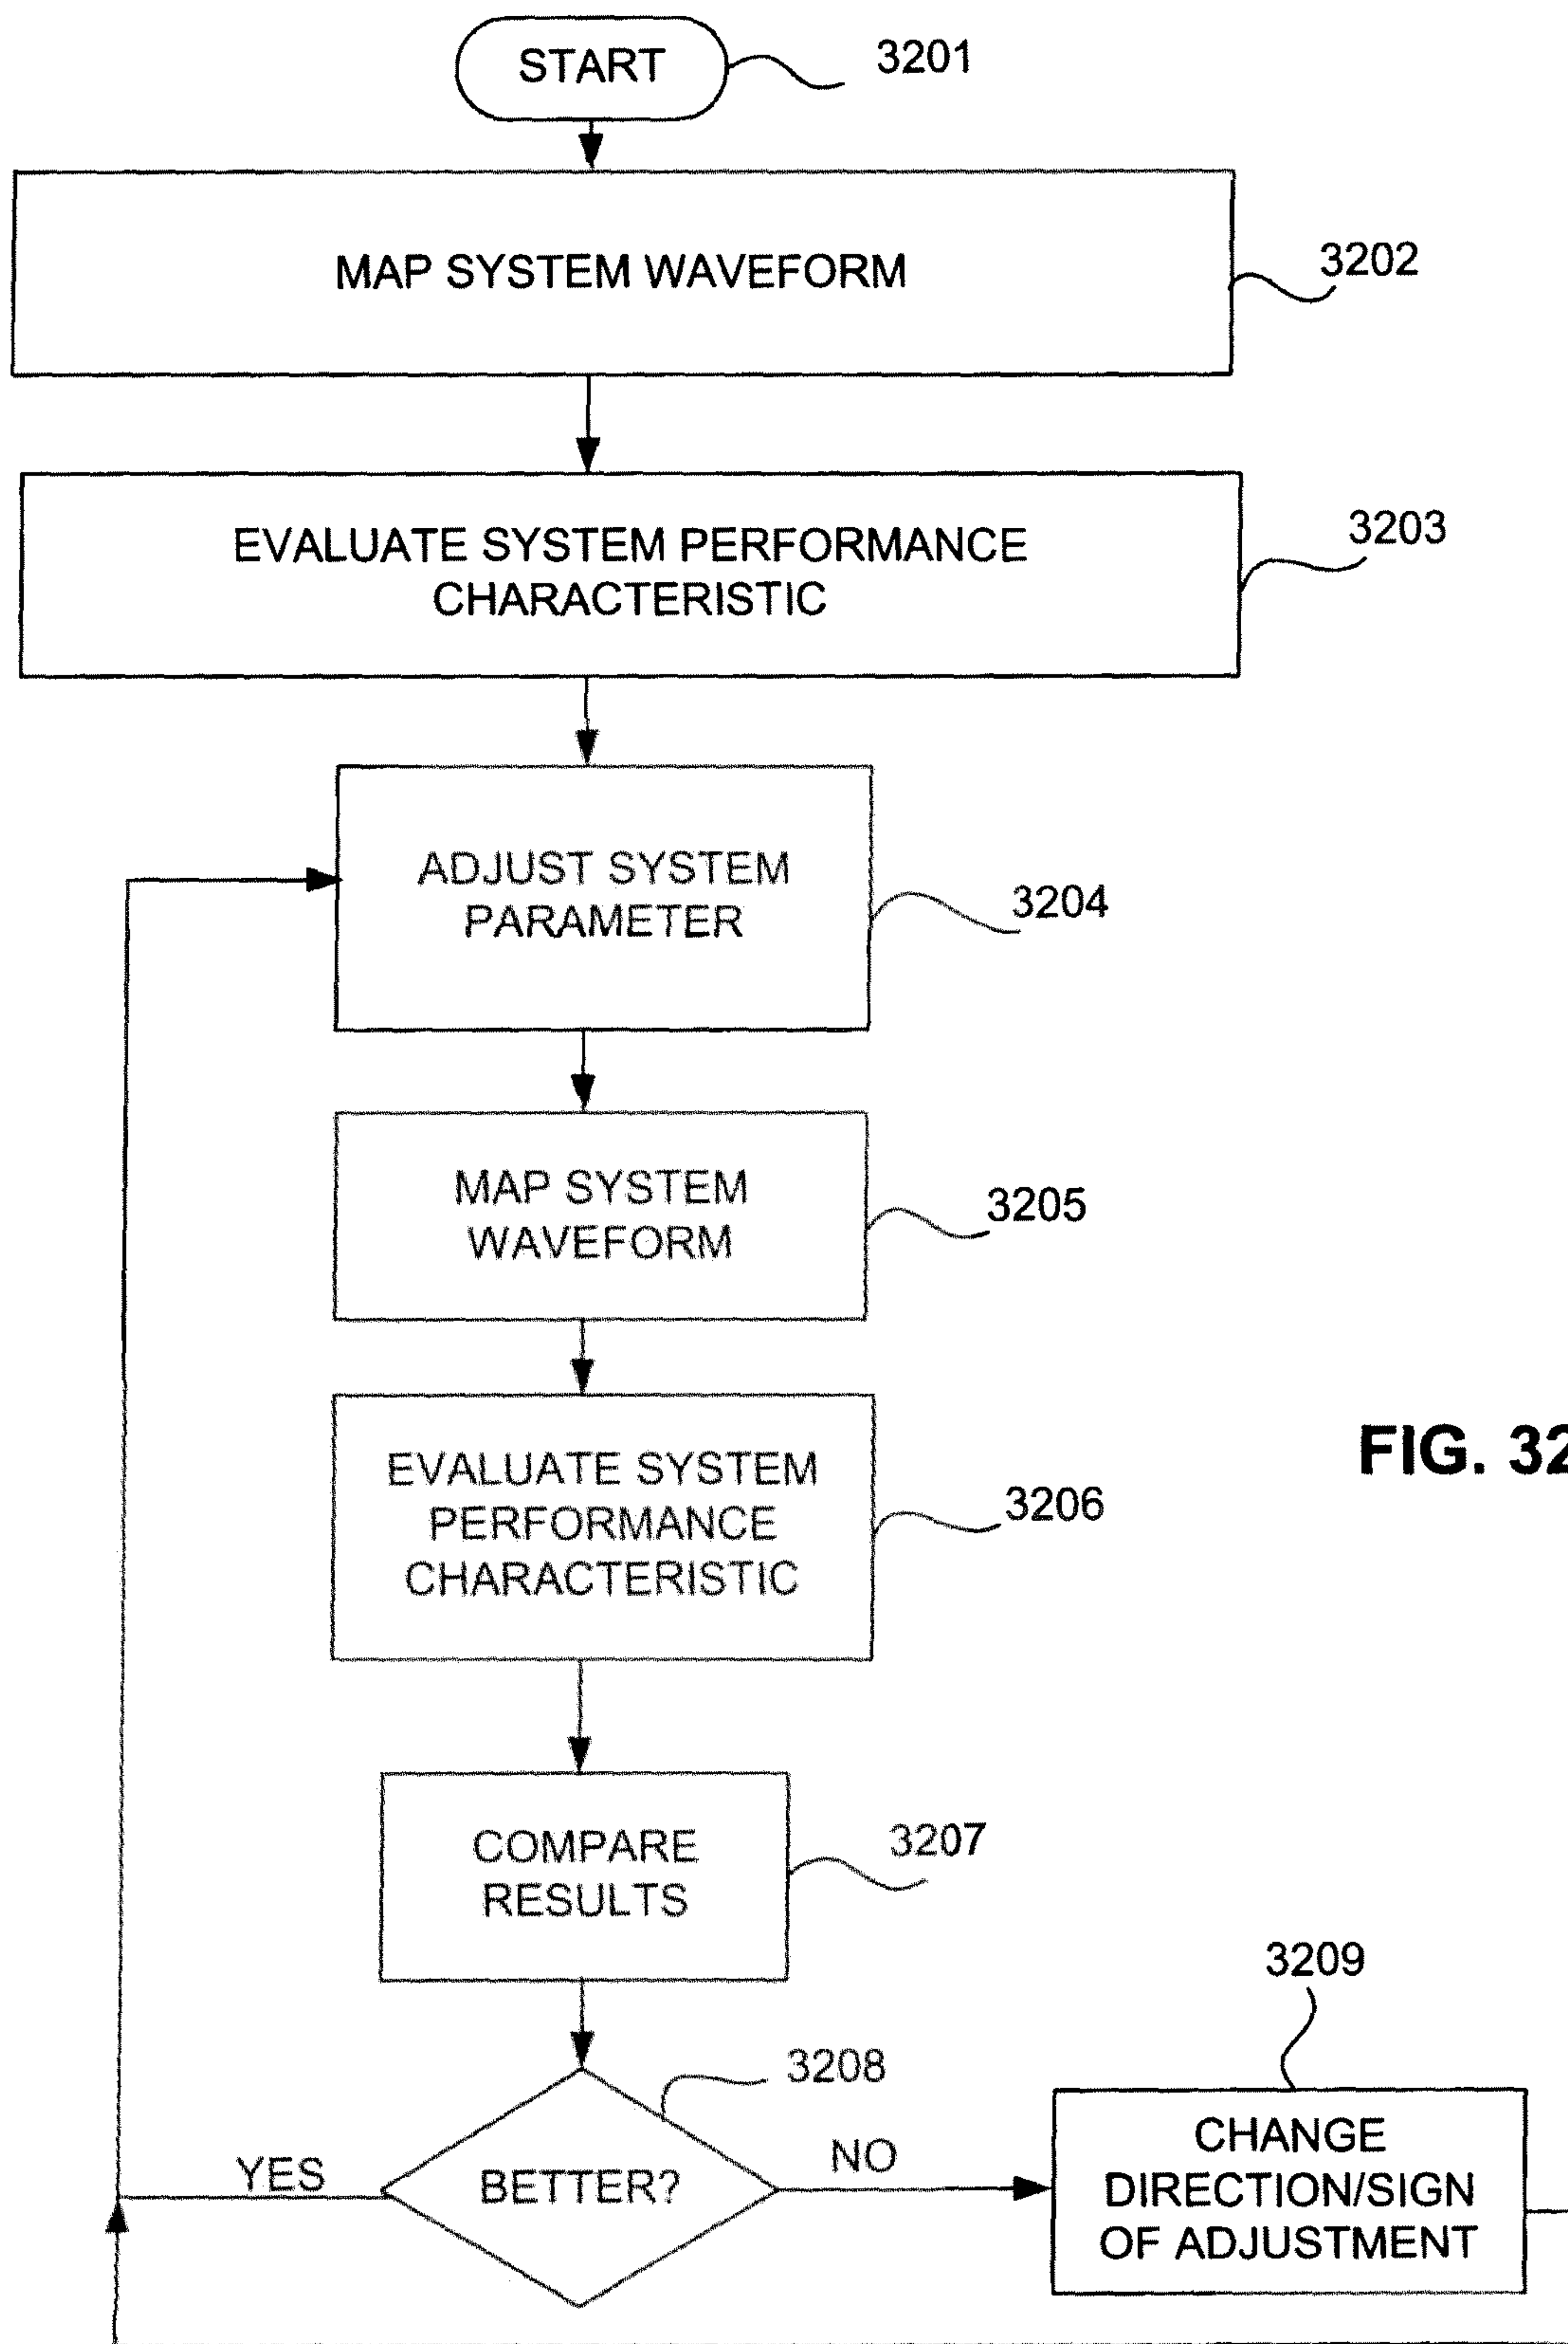 START
3201
MAP SYSTEM WAVEFORM
3202
EVALUATE SYSTEM PERFORMANCE
CHARACTERISTIC
3203
ADJUST SYSTEM
PARAMETER
3204
MAP SYSTEM
WAVEFORM
3205
EVALUATE SYSTEM
PERFORMANCE
CHARACTERISTIC
3206
FIG. 32
COMPARE
RESULTS
3207
3208
BETTER?
YES
NO
3209
CHANGE
DIRECTION/SIGN
OF ADJUSTMENT